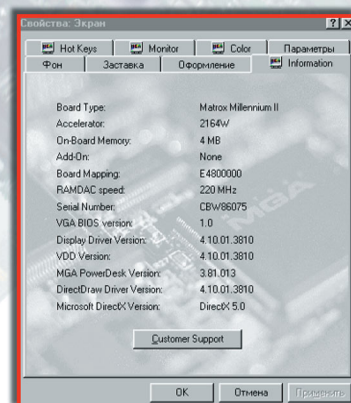 Свойства: Экран
Hot Keys Monitor Color Параметры
Фон Заставка Оформление Information
Board Type: Matrox Millennium II
Accelerator: 2164W
On-Board Memory: 4 MB
Add-On: None
Board Mapping: E4800000
RAMDAC speed: 220 MHz
Serial Number: CBW86075
VGA BIOS version: 1.0
Display Driver Version: 4.10.01.3810
VDD Version: 4.10.01.3810
MGA PowerDesk Version: 3.81.013
DirectDraw Driver Version: 4.10.01.3810
Microsoft DirectX Version: DirectX 5.0
Customer Support
OK Отмена Применить
MGA